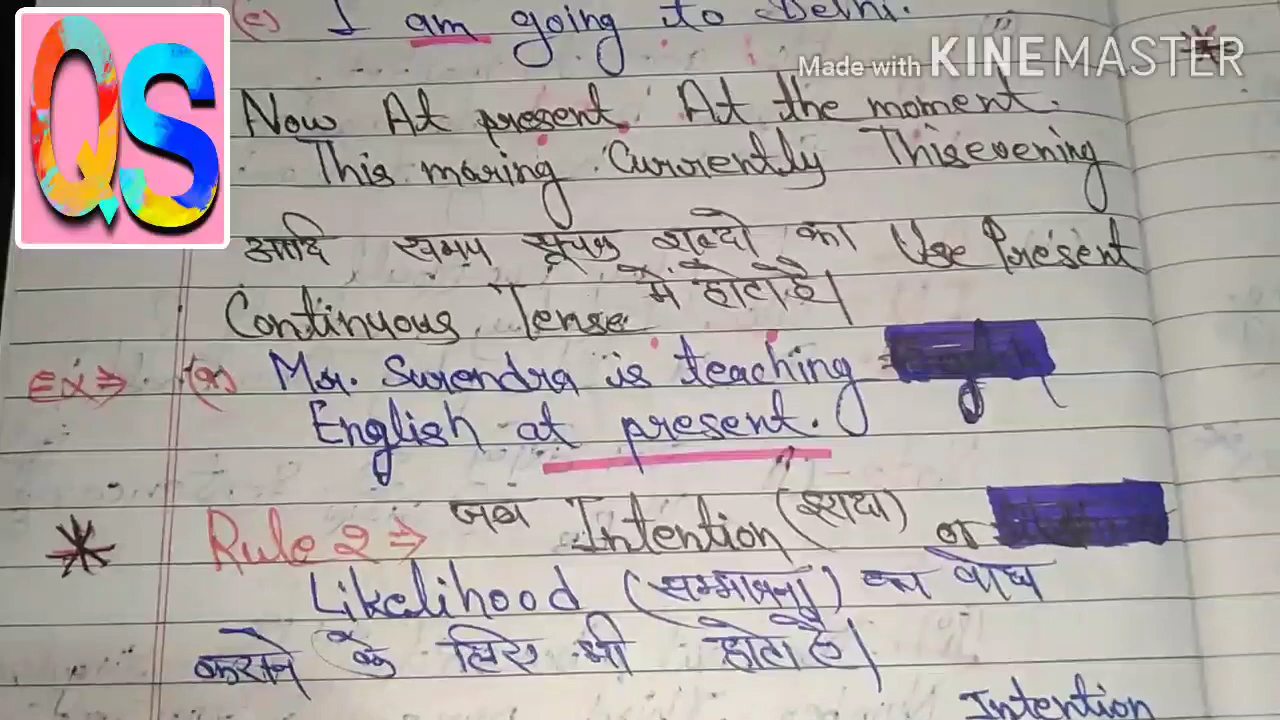 (c) I am going to Delhi.
Made with KINEMASTER
QS
Now At present. At the moment.
This maring. Currently Thisevening
आदि समय सूचक शब्दो का Use Present
Continuous Tense में होता है।
Ex⇒ (a) Mr. Surendra is teaching
English at present.
Rule 2 ⇒ जब Intention (इरादा) or
Likelihood (सम्भावना) का बोध
कराने के लिए भी होता है।
Intention